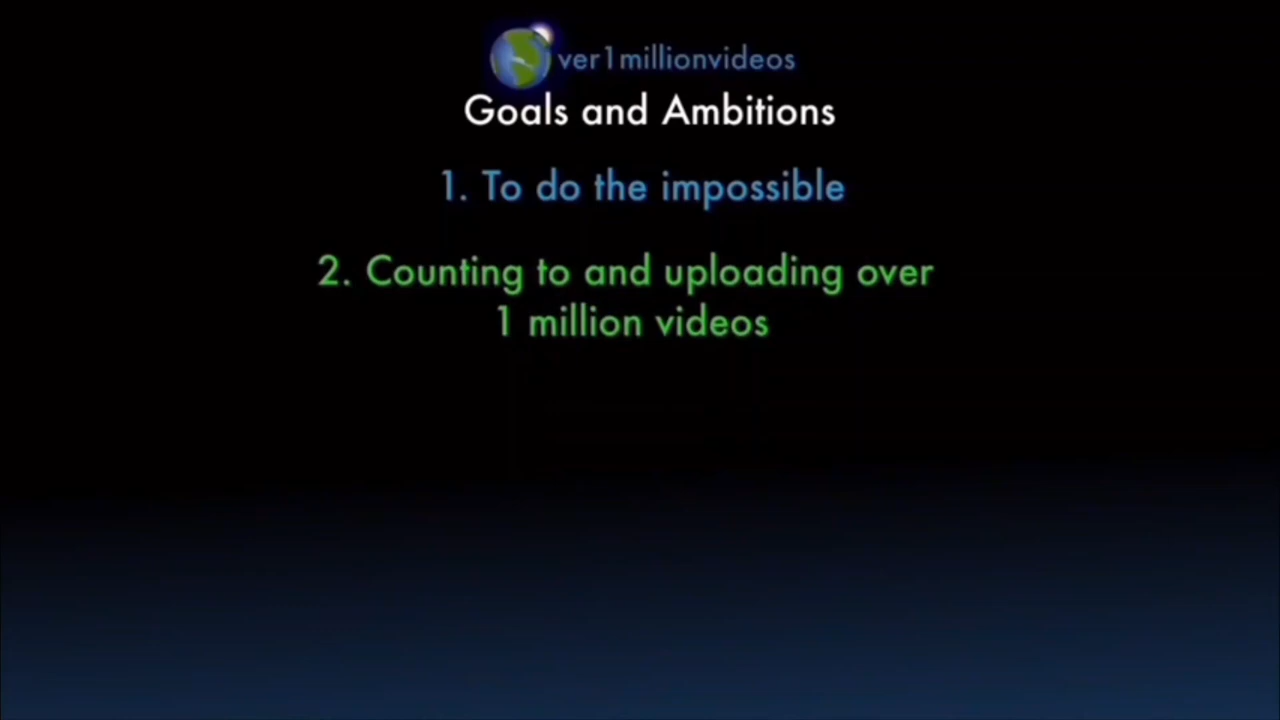 ver1millionvideos
Goals and Ambitions
1. To do the impossible
2. Counting to and uploading over
1 million videos